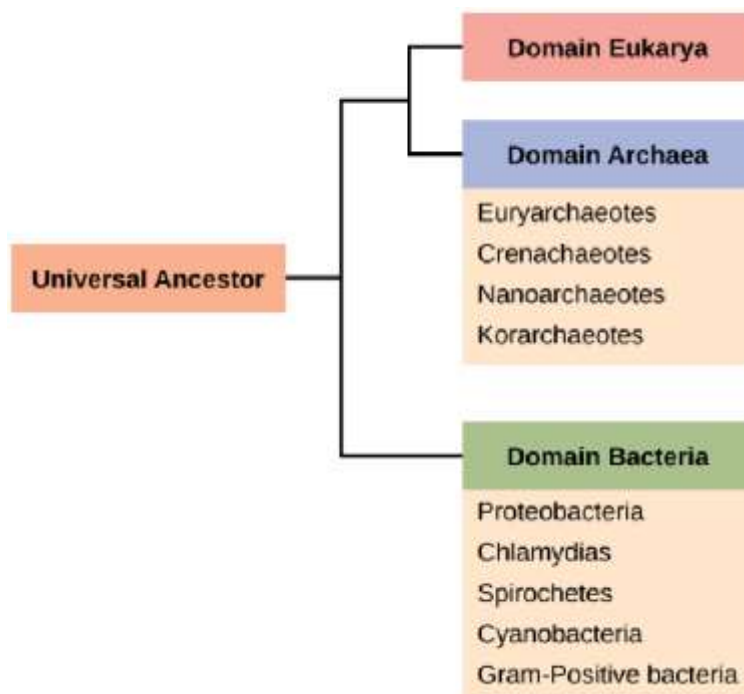 Domain Eukarya
Domain Archaea
Euryarchaeotes
Crenachaeotes
Nanoarchaeotes
Korarchaeotes
Universal Ancestor
Domain Bacteria
Proteobacteria
Chlamydias
Spirochetes
Cyanobacteria
Gram-Positive bacteria